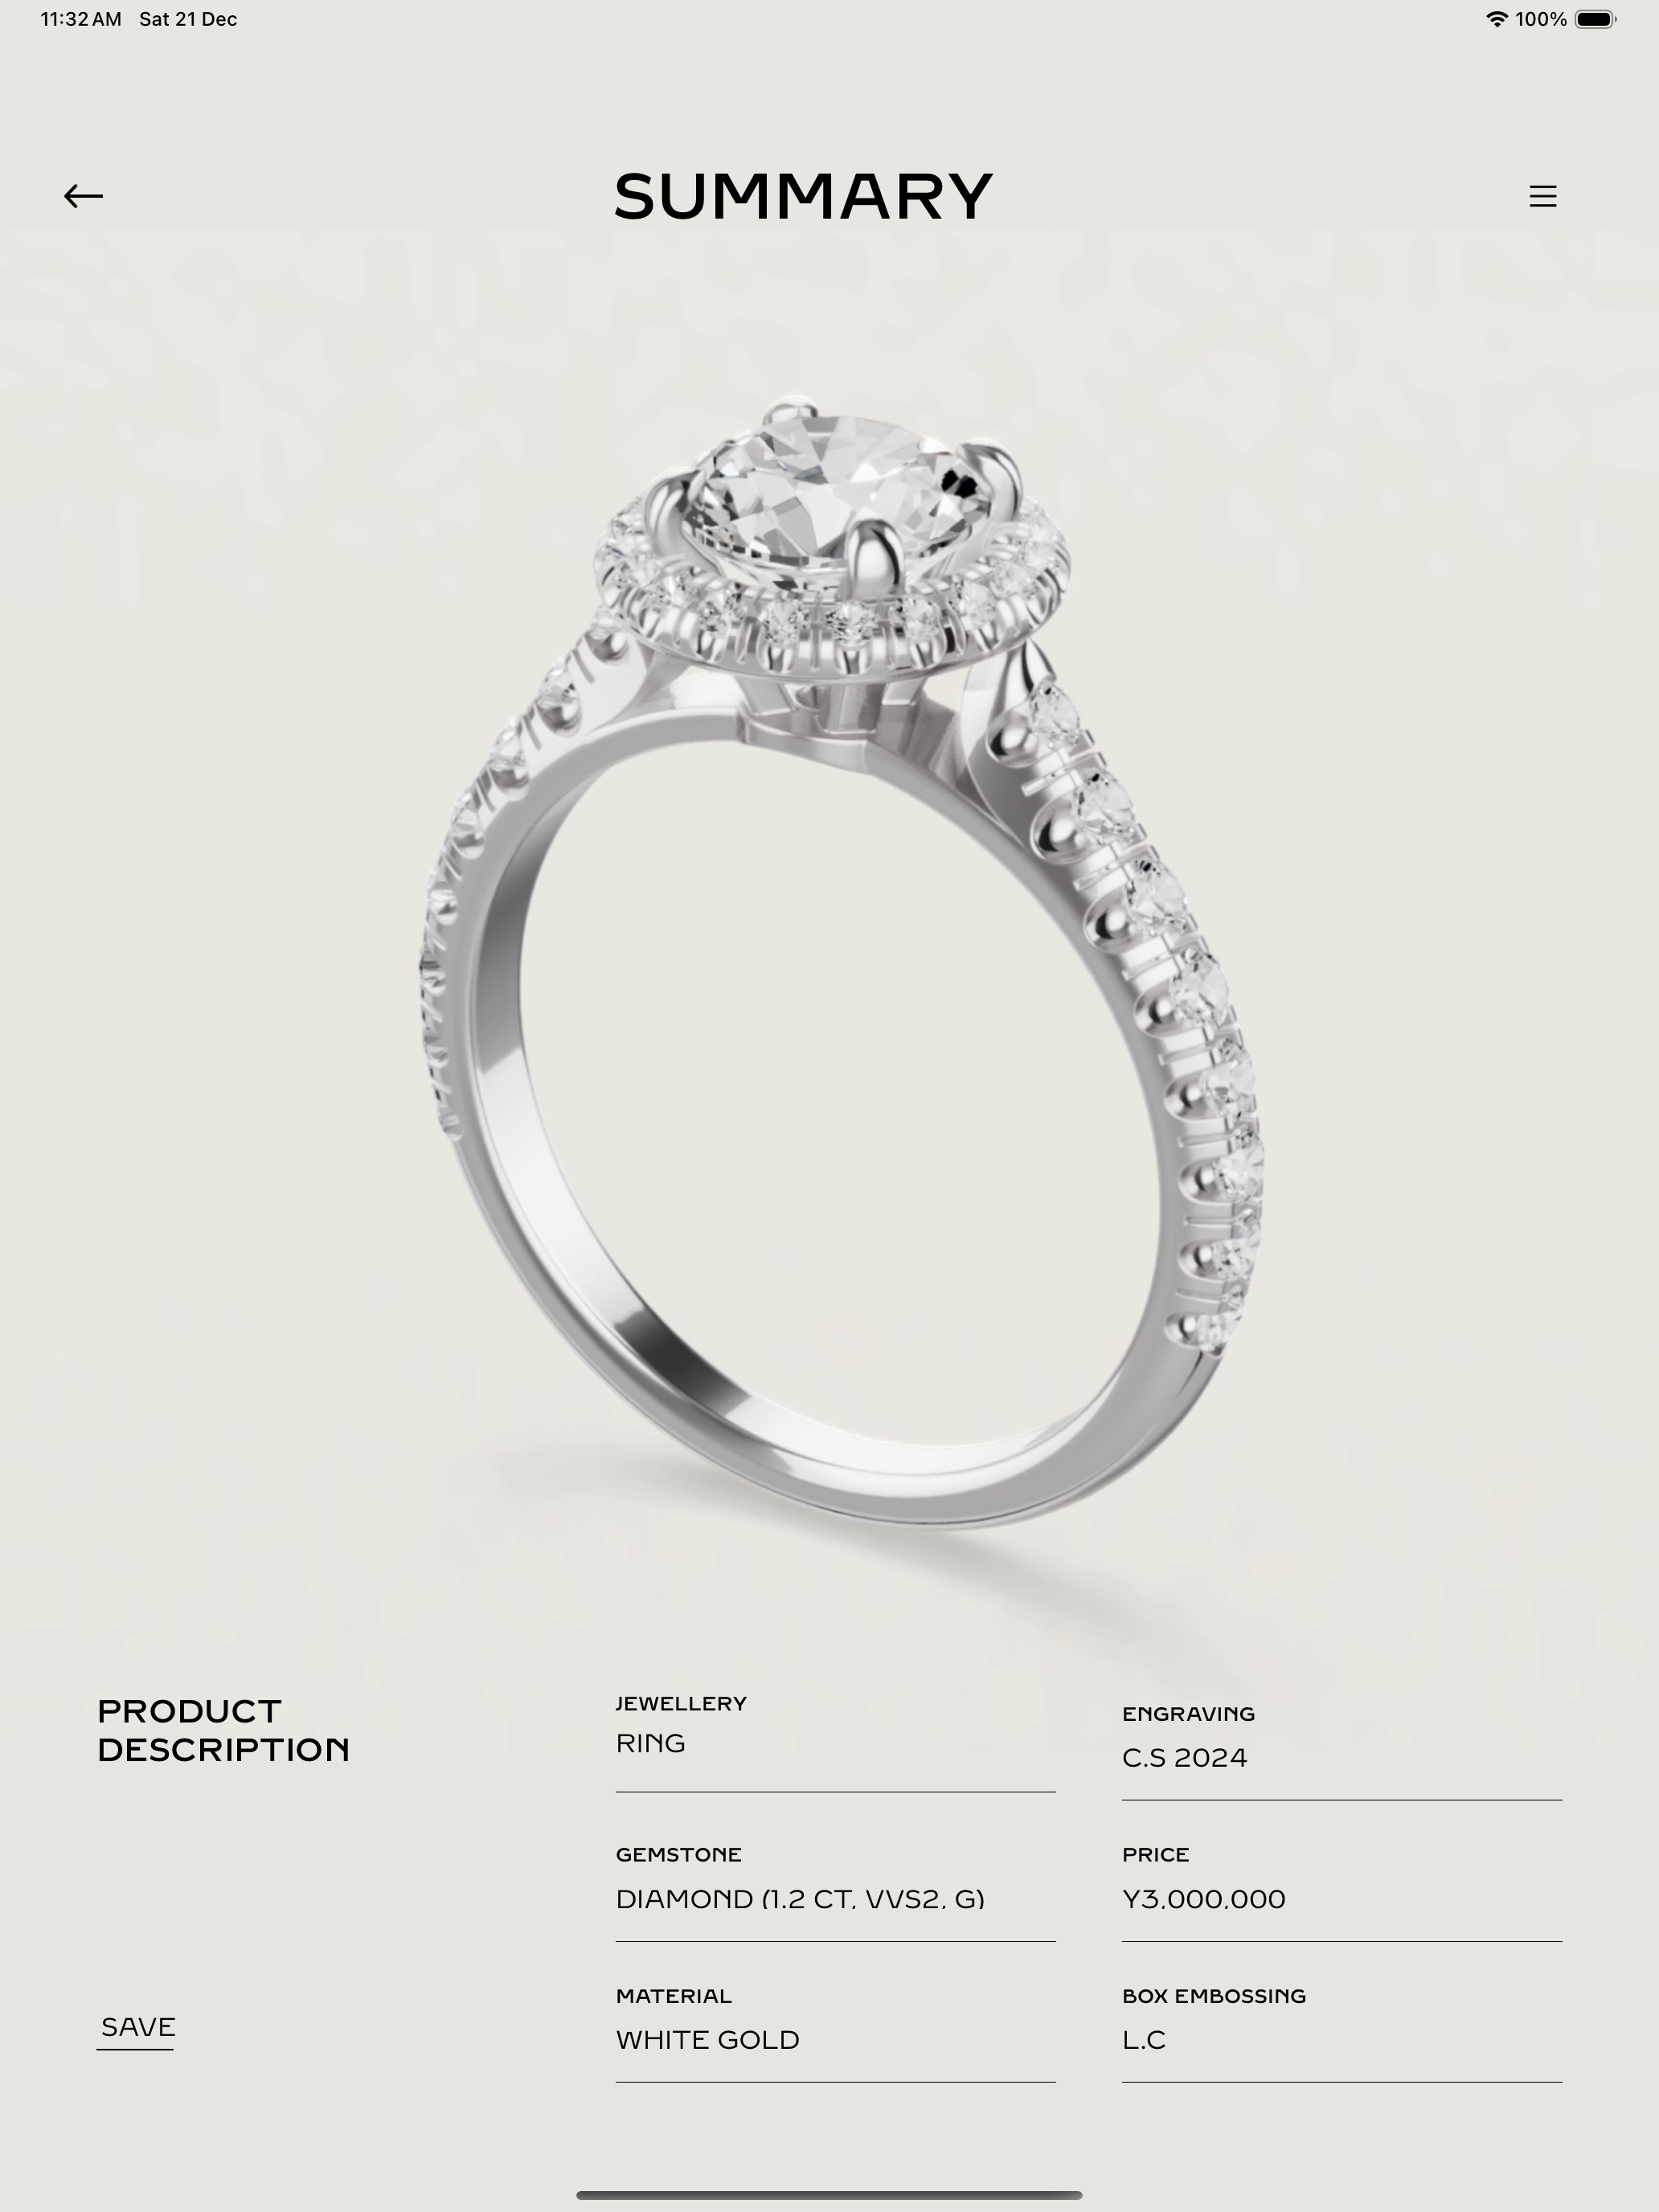 11:32 AM Sat 21 Dec
100%
SUMMARY
PRODUCT
DESCRIPTION
SAVE
JEWELLERY
RING
GEMSTONE
DIAMOND (1.2 CT, VVS2, G)
MATERIAL
WHITE GOLD
ENGRAVING
C.S 2024
PRICE
Y3,000,000
BOX EMBOSSING
L.C